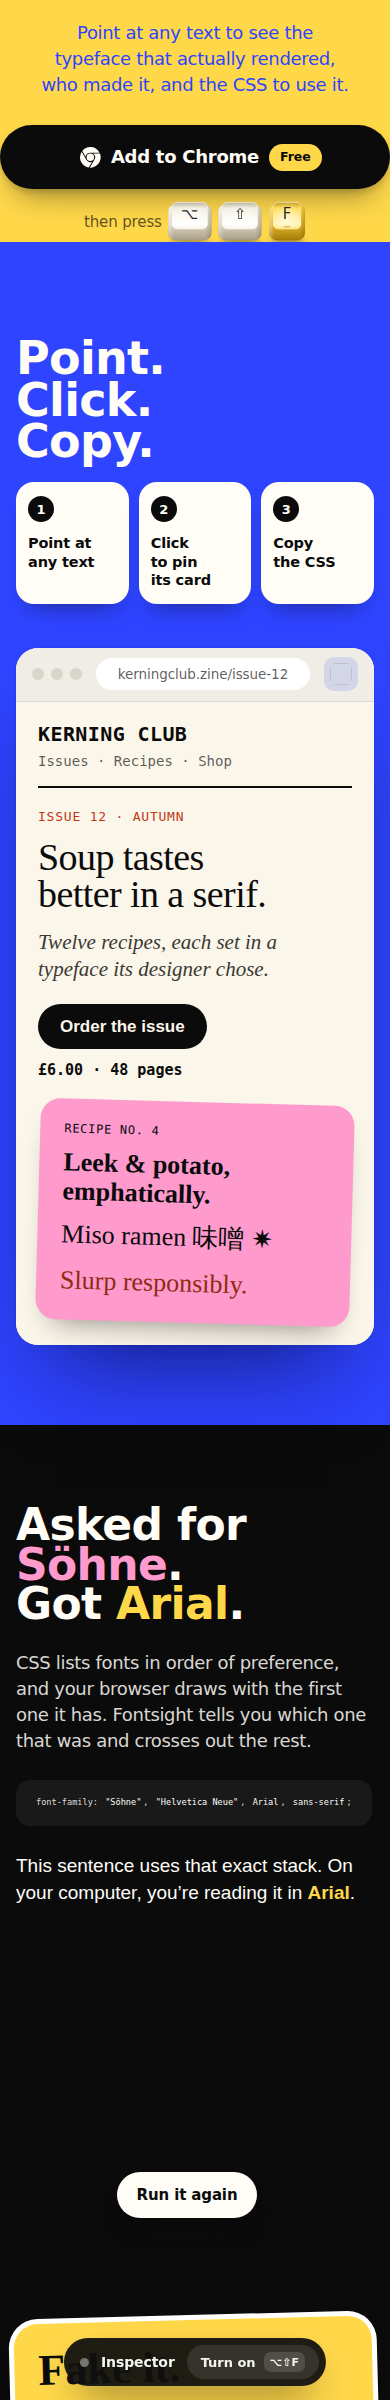 Point at any text to see the
typeface that actually rendered,
who made it, and the CSS to use it.
Add to Chrome Free
then press ⌥ ⇧ F
Point.
Click.
Copy.
1
Point at
any text
2
Click
to pin
its card
3
Copy
the CSS
kerningclub.zine/issue-12
KERNING CLUB
Issues · Recipes · Shop
ISSUE 12 · AUTUMN
Soup tastes
better in a serif.
Twelve recipes, each set in a
typeface its designer chose.
Order the issue
£6.00 · 48 pages
RECIPE NO. 4
Leek & potato,
emphatically.
Miso ramen 味噌 ✷
Slurp responsibly.
Asked for
Söhne.
Got Arial.
CSS lists fonts in order of preference,
and your browser draws with the first
one it has. Fontsight tells you which one
that was and crosses out the rest.
font-family: "Söhne", "Helvetica Neue", Arial, sans-serif;
This sentence uses that exact stack. On
your computer, you’re reading it in Arial.
Run it again
Fake it.
Inspector Turn on ⌥⇧F